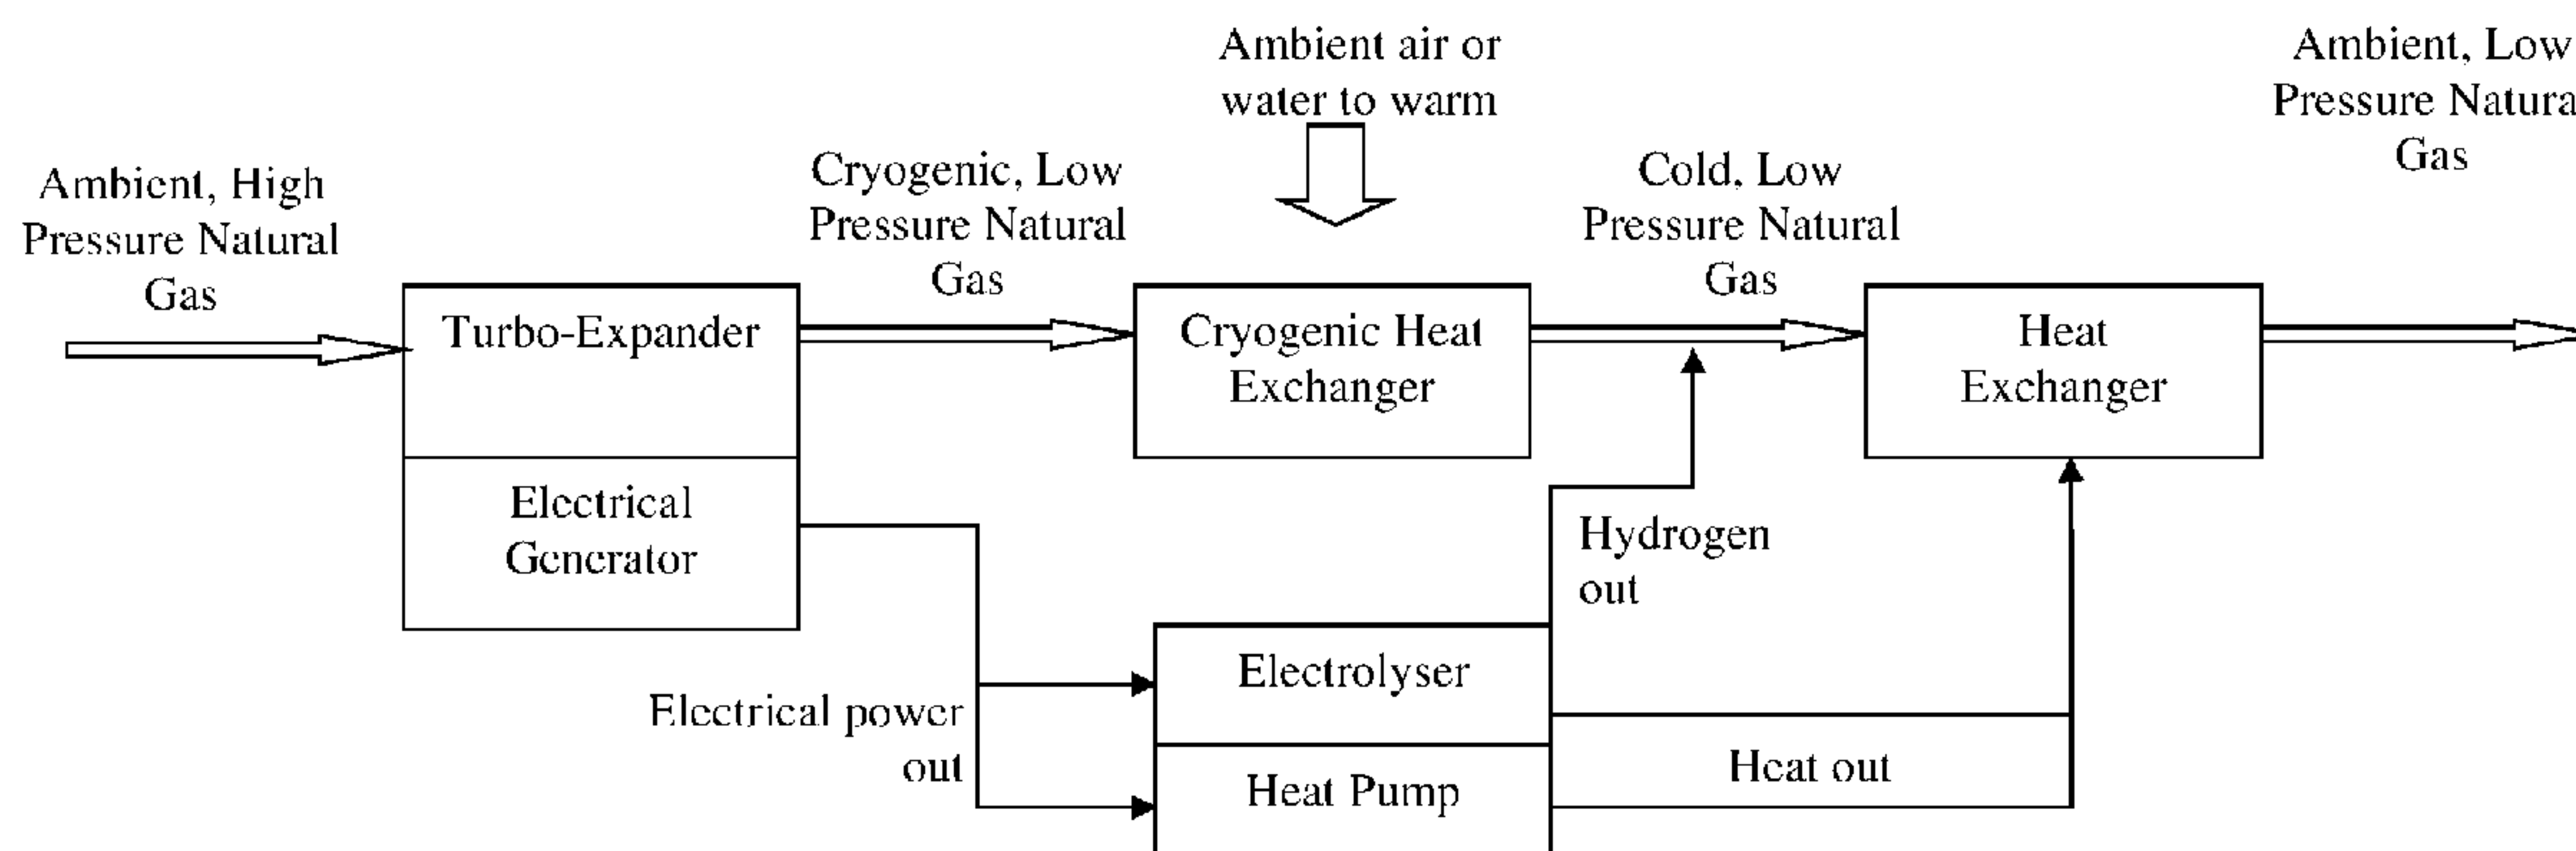 Ambient air or
water to warm
Ambient, Low
Pressure Natura
Gas
Ambient, High
Pressure Natural
Gas
Cryogenic, Low
Pressure Natural
Gas
Cold, Low
Pressure Natural
Gas
Turbo-Expander
Cryogenic Heat
Exchanger
Heat
Exchanger
Electrical
Generator
Hydrogen
out
Electrolyser
Electrical power
out
Heat Pump
Heat out